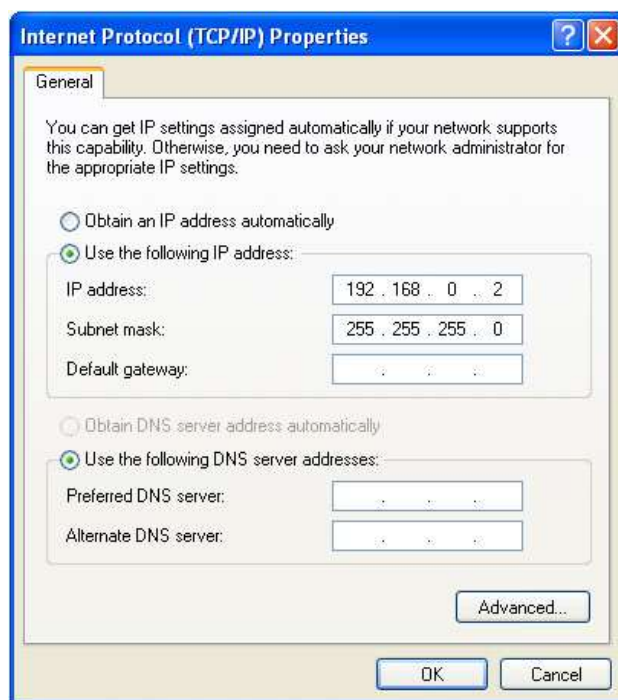 Internet Protocol (TCP/IP) Properties
General
You can get IP settings assigned automatically if your network supports
this capability. Otherwise, you need to ask your network administrator for
the appropriate IP settings.
Obtain an IP address automatically
Use the following IP address:
IP address: 192 . 168 . 0 . 2
Subnet mask: 255 . 255 . 255 . 0
Default gateway: . . .
Obtain DNS server address automatically
Use the following DNS server addresses:
Preferred DNS server: . . .
Alternate DNS server: . . .
Advanced...
OK Cancel